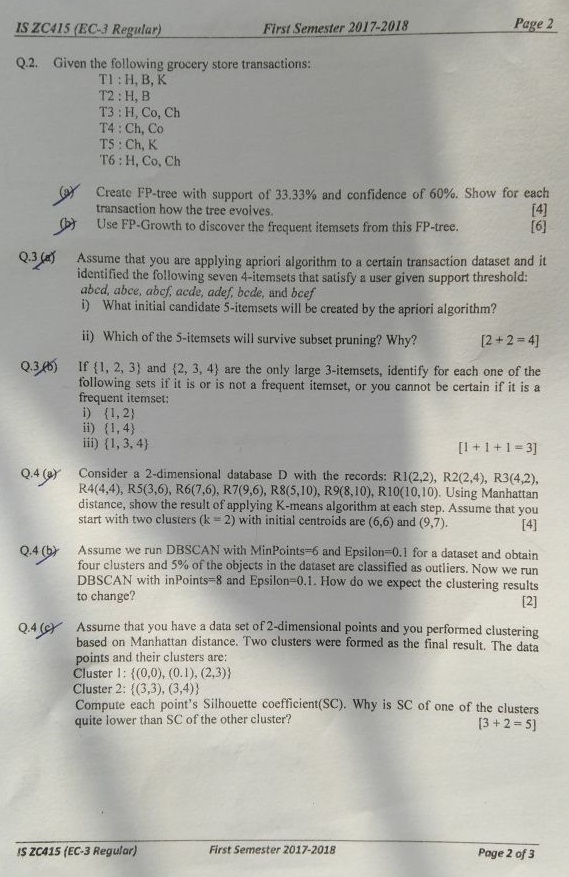 IS ZC415 (EC-3 Regular) First Semester 2017-2018 Page 2
Q.2. Given the following grocery store transactions:
T1 : H, B, K
T2 : H, B
T3 : H, Co, Ch
T4 : Ch, Co
T5 : Ch, K
T6 : H, Co, Ch
(a) Create FP-tree with support of 33.33% and confidence of 60%. Show for each
transaction how the tree evolves. [4]
(b) Use FP-Growth to discover the frequent itemsets from this FP-tree. [6]
Q.3 (a) Assume that you are applying apriori algorithm to a certain transaction dataset and it
identified the following seven 4-itemsets that satisfy a user given support threshold:
abcd, abce, abcf, acde, adef, bcde, and bcef
i) What initial candidate 5-itemsets will be created by the apriori algorithm?
ii) Which of the 5-itemsets will survive subset pruning? Why? [2 + 2 = 4]
Q.3 (b) If {1, 2, 3} and {2, 3, 4} are the only large 3-itemsets, identify for each one of the
following sets if it is or is not a frequent itemset, or you cannot be certain if it is a
frequent itemset:
i) {1, 2}
ii) {1, 4}
iii) {1, 3, 4} [1 + 1 + 1 = 3]
Q.4 (a) Consider a 2-dimensional database D with the records: R1(2,2), R2(2,4), R3(4,2),
R4(4,4), R5(3,6), R6(7,6), R7(9,6), R8(5,10), R9(8,10), R10(10,10). Using Manhattan
distance, show the result of applying K-means algorithm at each step. Assume that you
start with two clusters (k = 2) with initial centroids are (6,6) and (9,7). [4]
Q.4 (b) Assume we run DBSCAN with MinPoints=6 and Epsilon=0.1 for a dataset and obtain
four clusters and 5% of the objects in the dataset are classified as outliers. Now we run
DBSCAN with inPoints=8 and Epsilon=0.1. How do we expect the clustering results
to change? [2]
Q.4 (c) Assume that you have a data set of 2-dimensional points and you performed clustering
based on Manhattan distance. Two clusters were formed as the final result. The data
points and their clusters are:
Cluster 1: {(0,0), (0.1), (2,3)}
Cluster 2: {(3,3), (3,4)}
Compute each point's Silhouette coefficient(SC). Why is SC of one of the clusters
quite lower than SC of the other cluster? [3 + 2 = 5]
IS ZC415 (EC-3 Regular) First Semester 2017-2018 Page 2 of 3